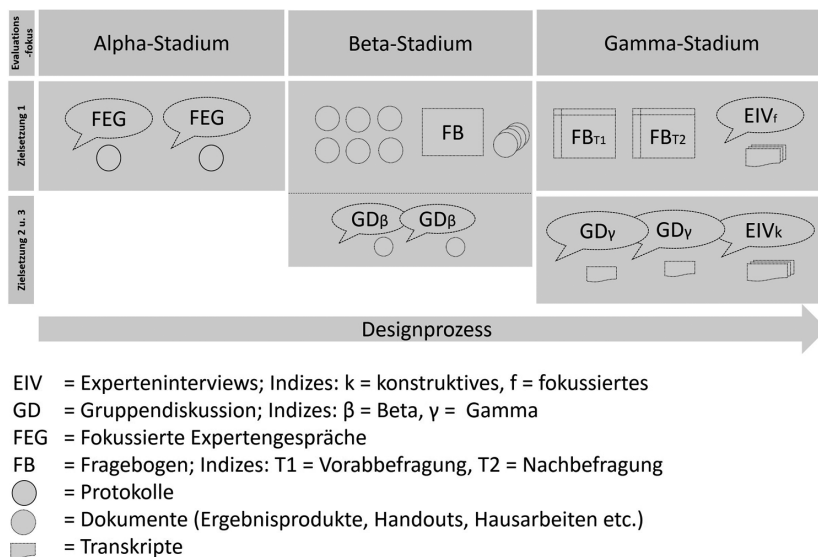 Evaluations
-fokus
Alpha-Stadium
Beta-Stadium
Gamma-Stadium
Zielsetzung 1
FEG
FEG
FB
FBT1
FBT2
EIVf
Zielsetzung 2 u. 3
GDβ
GDβ
GDγ
GDγ
EIVk
Designprozess
EIV = Experteninterviews; Indizes: k = konstruktives, f = fokussiertes
GD = Gruppendiskussion; Indizes: β = Beta, γ = Gamma
FEG = Fokussierte Expertengespräche
FB = Fragebogen; Indizes: T1 = Vorabbefragung, T2 = Nachbefragung
= Protokolle
= Dokumente (Ergebnisprodukte, Handouts, Hausarbeiten etc.)
= Transkripte